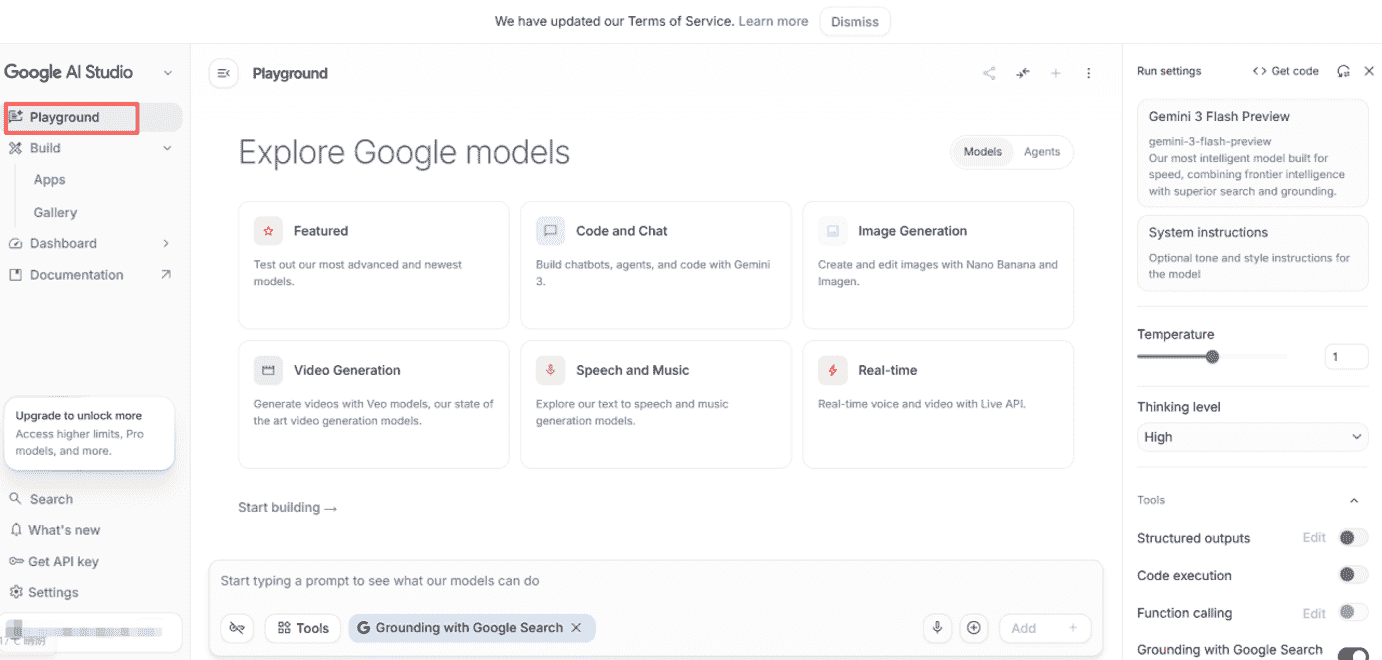 We have updated our Terms of Service. Learn more Dismiss
Google AI Studio
Playground
Build
Apps
Gallery
Dashboard
Documentation
Upgrade to unlock more
Access higher limits, Pro
models, and more.
Search
What's new
Get API key
Settings
17℃
Playground
Explore Google models
Models Agents
Featured
Test out our most advanced and newest
models.
Code and Chat
Build chatbots, agents, and code with Gemini
3.
Image Generation
Create and edit images with Nano Banana and
Imagen.
Video Generation
Generate videos with Veo models, our state of
the art video generation models.
Speech and Music
Explore our text to speech and music
generation models.
Real-time
Real-time voice and video with Live API.
Start building →
Start typing a prompt to see what our models can do
Tools
Grounding with Google Search
Add
Run settings
Get code
Gemini 3 Flash Preview
gemini-3-flash-preview
Our most intelligent model built for
speed, combining frontier intelligence
with superior search and grounding.
System instructions
Optional tone and style instructions for
the model
Temperature
1
Thinking level
High
Tools
Structured outputs Edit
Code execution
Function calling Edit
Grounding with Google Search